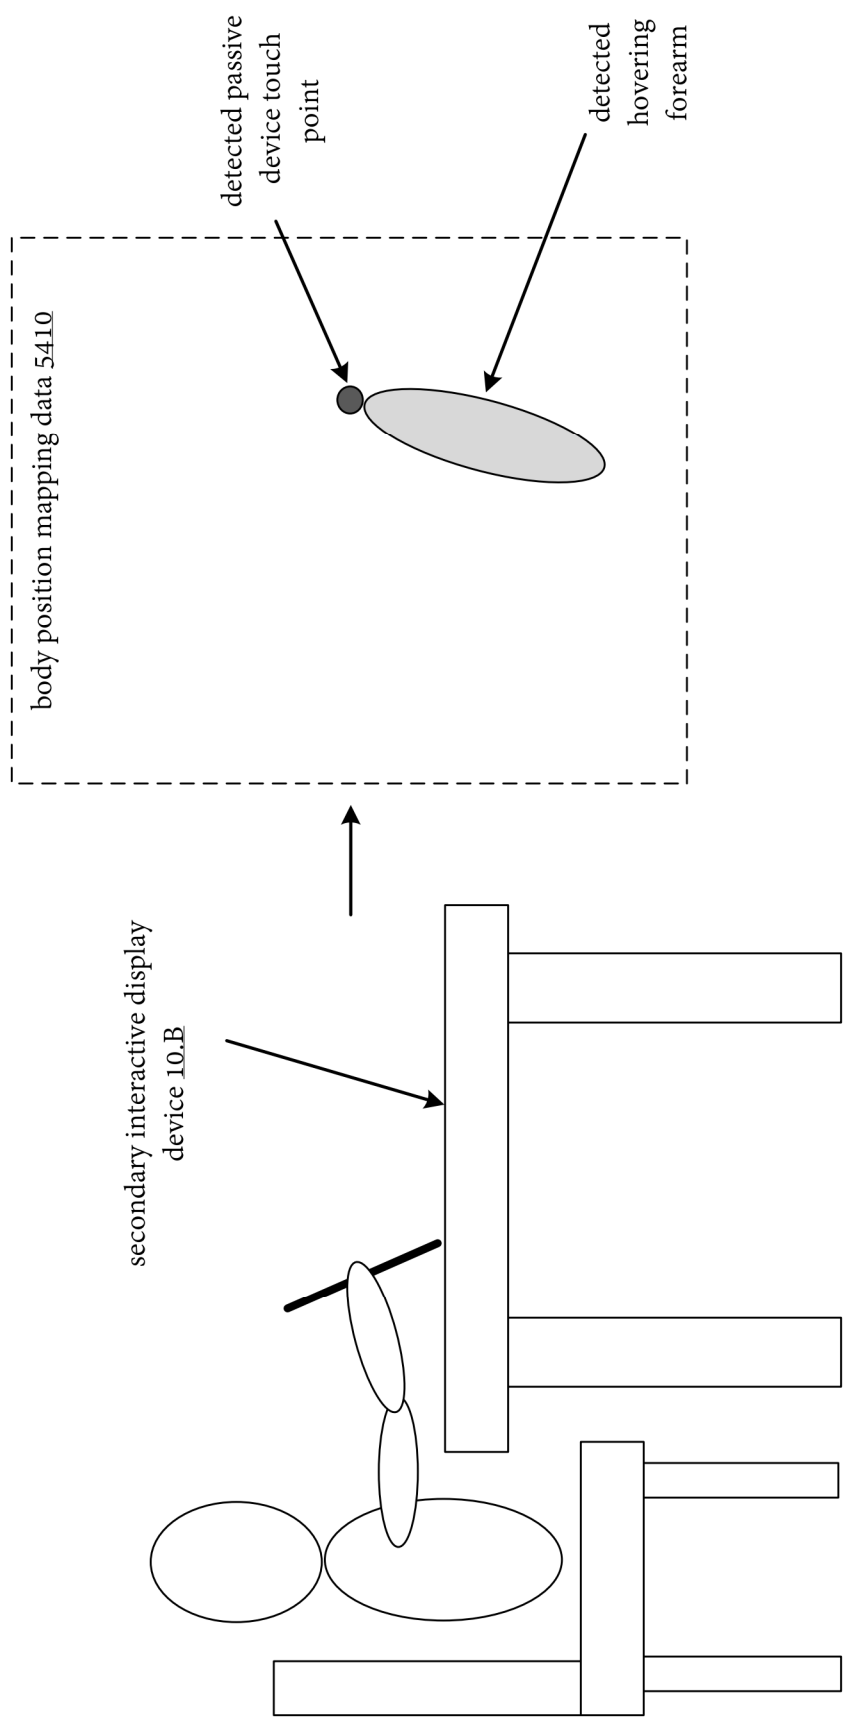 secondary interactive display
device 10.B
body position mapping data 5410
detected passive
device touch
point
detected
hovering
forearm